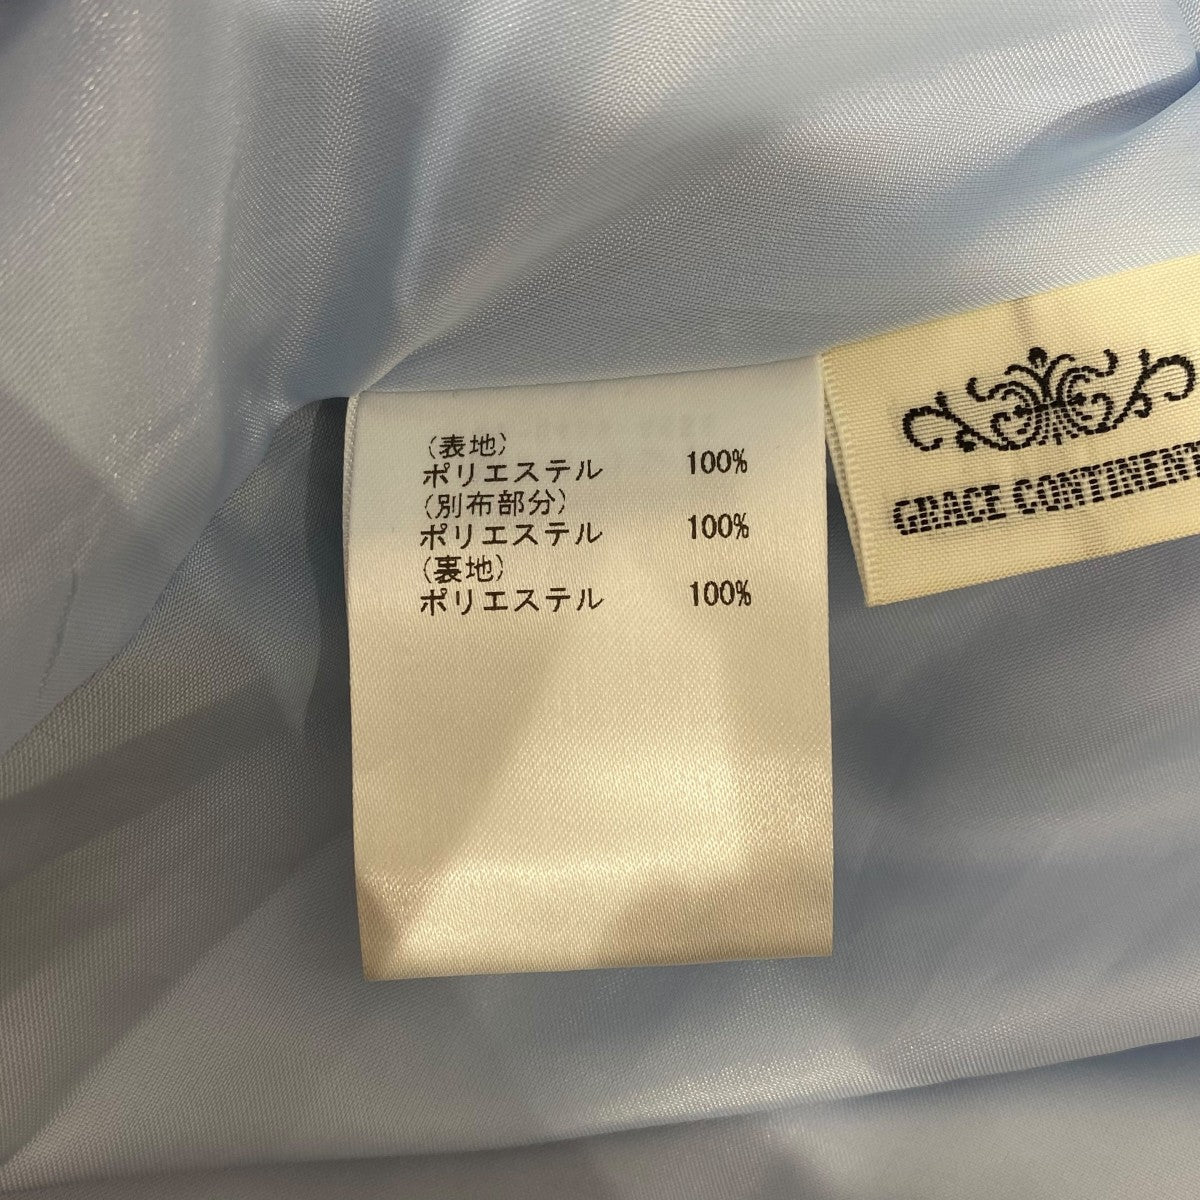 (表地)
ポリエステル 100%
(別布部分)
ポリエステル 100%
(裏地)
ポリエステル 100%
GRACE CONTINENT